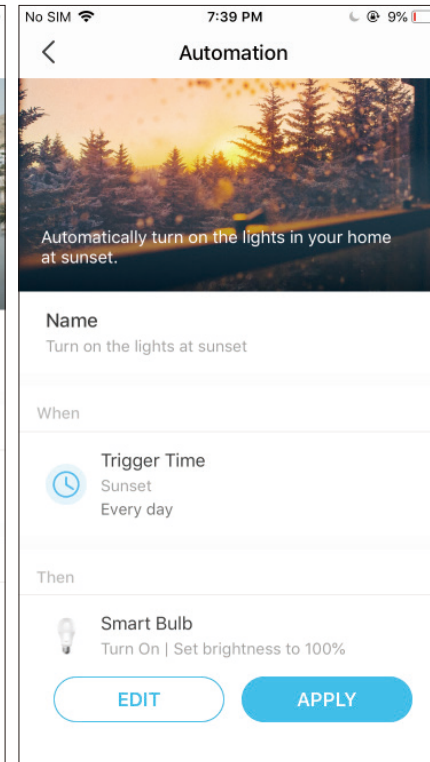 No SIM 7:39 PM 9%
Automation
Automatically turn on the lights in your home
at sunset.
Name
Turn on the lights at sunset
When
Trigger Time
Sunset
Every day
Then
Smart Bulb
Turn On | Set brightness to 100%
EDIT APPLY